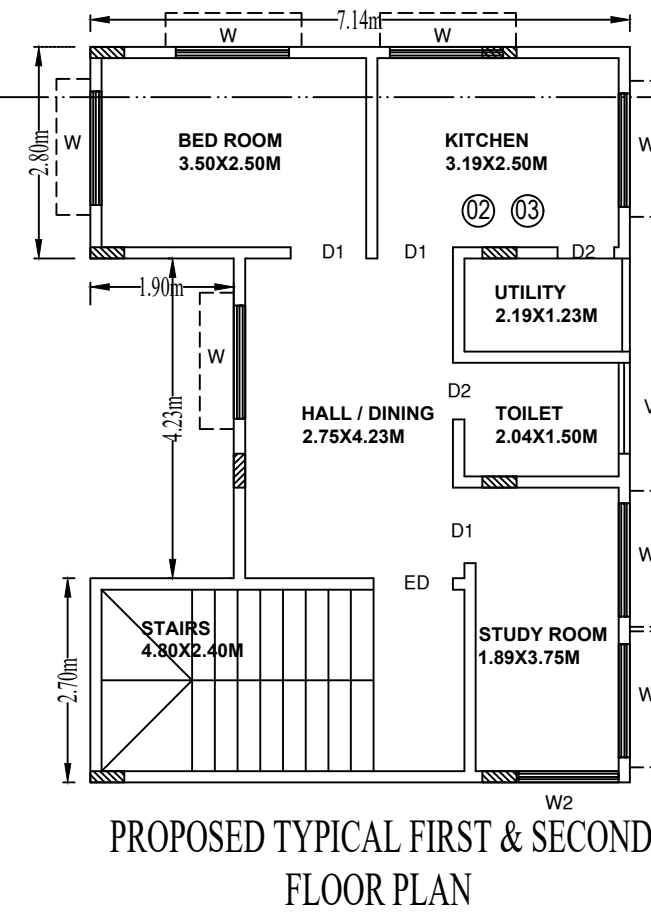 7.14m
W
W
BED ROOM
3.50X2.50M
KITCHEN
3.19X2.50M
W
W
2.80m
02
03
D1
D1
D2
1.90m
UTILITY
2.19X1.23M
W
D2
HALL / DINING
2.75X4.23M
TOILET
2.04X1.50M
4.23m
D1
W
ED
STAIRS
4.80X2.40M
STUDY ROOM
1.89X3.75M
2.70m
W
W2
PROPOSED TYPICAL FIRST & SECOND
FLOOR PLAN